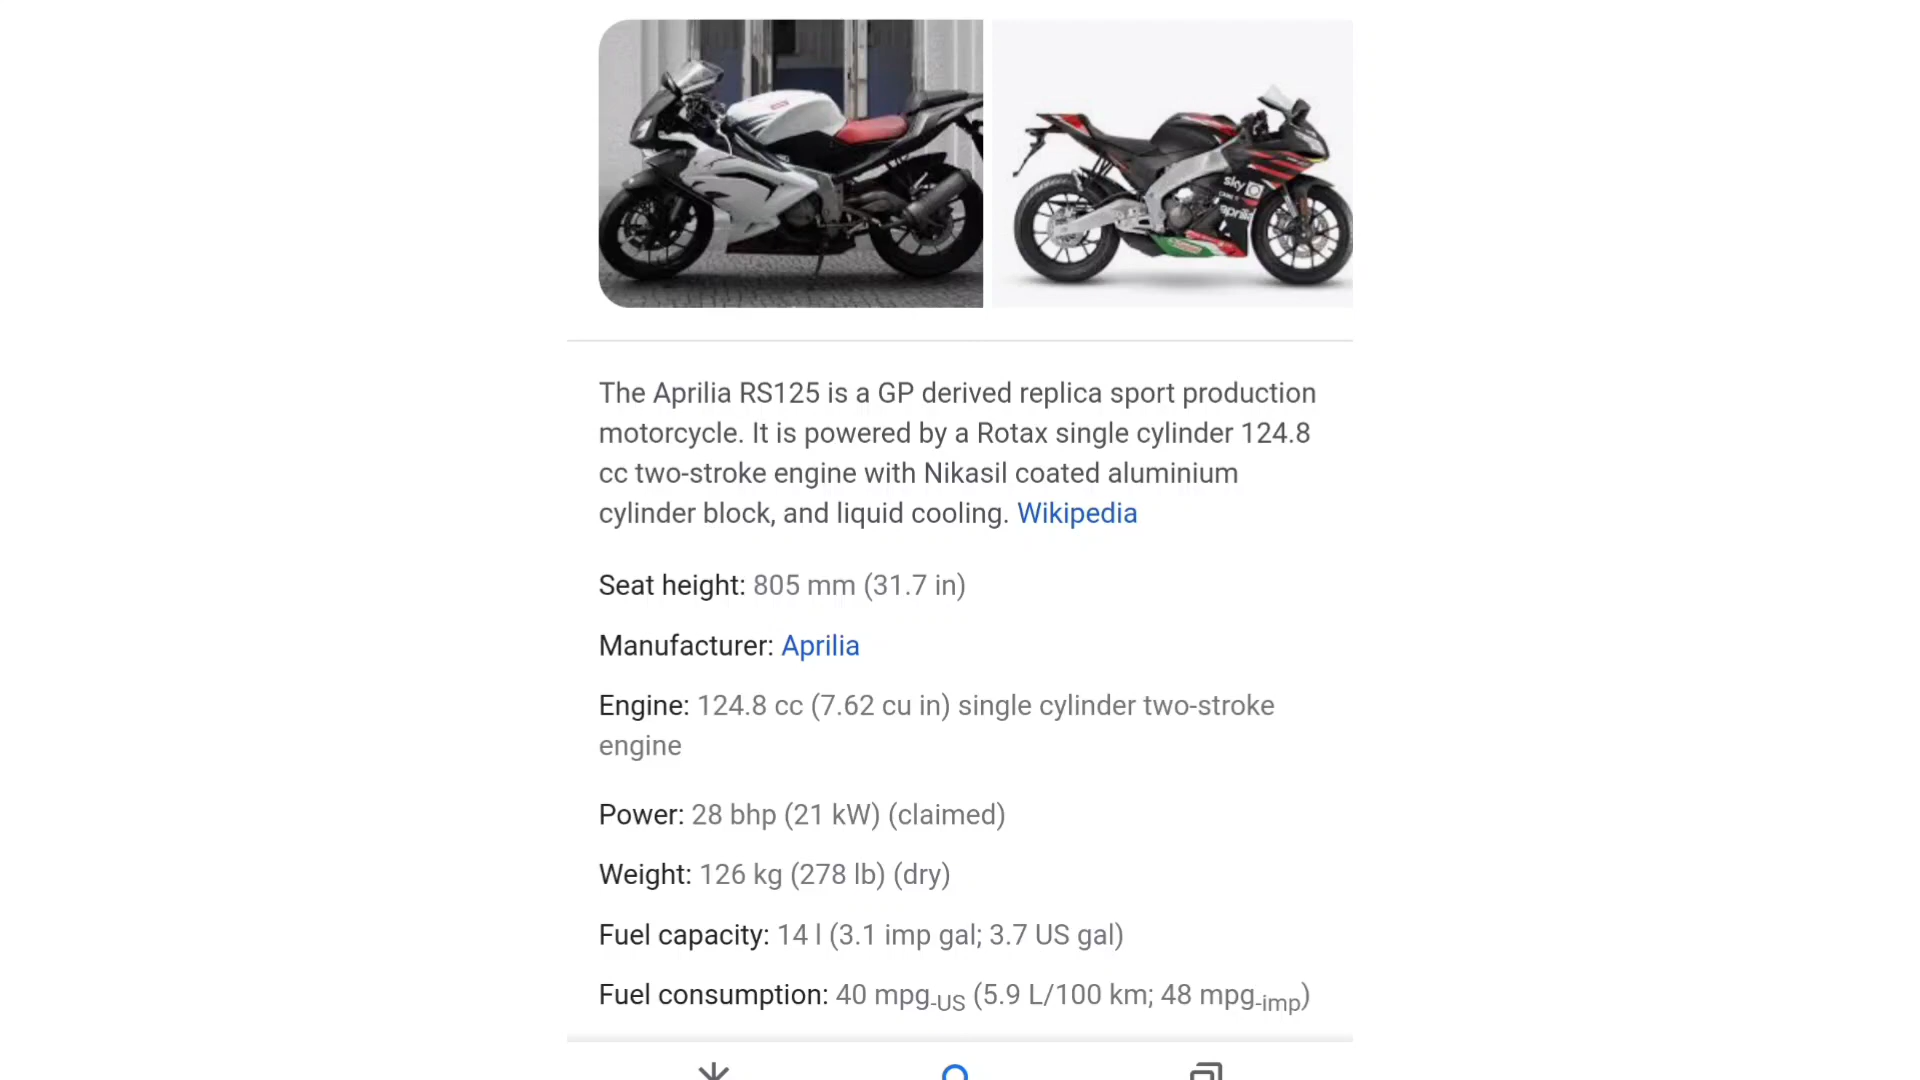 sky
aprilia
The Aprilia RS125 is a GP derived replica sport production
motorcycle. It is powered by a Rotax single cylinder 124.8
cc two-stroke engine with Nikasil coated aluminium
cylinder block, and liquid cooling. Wikipedia
Seat height: 805 mm (31.7 in)
Manufacturer: Aprilia
Engine: 124.8 cc (7.62 cu in) single cylinder two-stroke
engine
Power: 28 bhp (21 kW) (claimed)
Weight: 126 kg (278 lb) (dry)
Fuel capacity: 14 l (3.1 imp gal; 3.7 US gal)
Fuel consumption: 40 mpg-US (5.9 L/100 km; 48 mpg-imp)